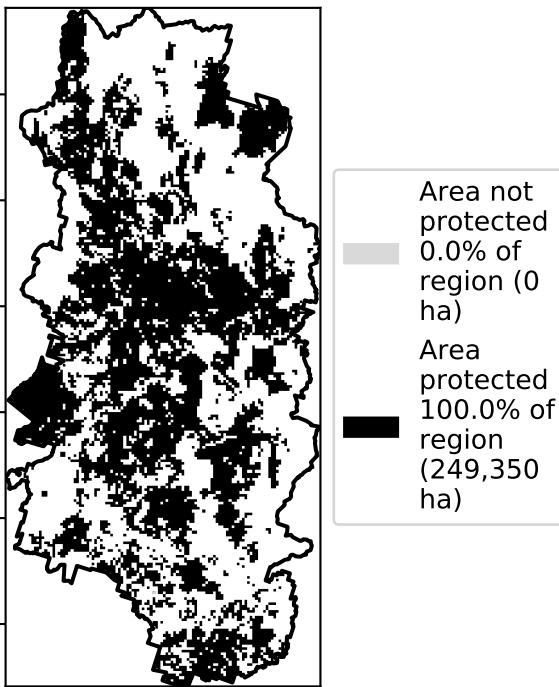 Area not
protected
0.0% of
region (0
ha)
Area
protected
100.0% of
region
(249,350
ha)